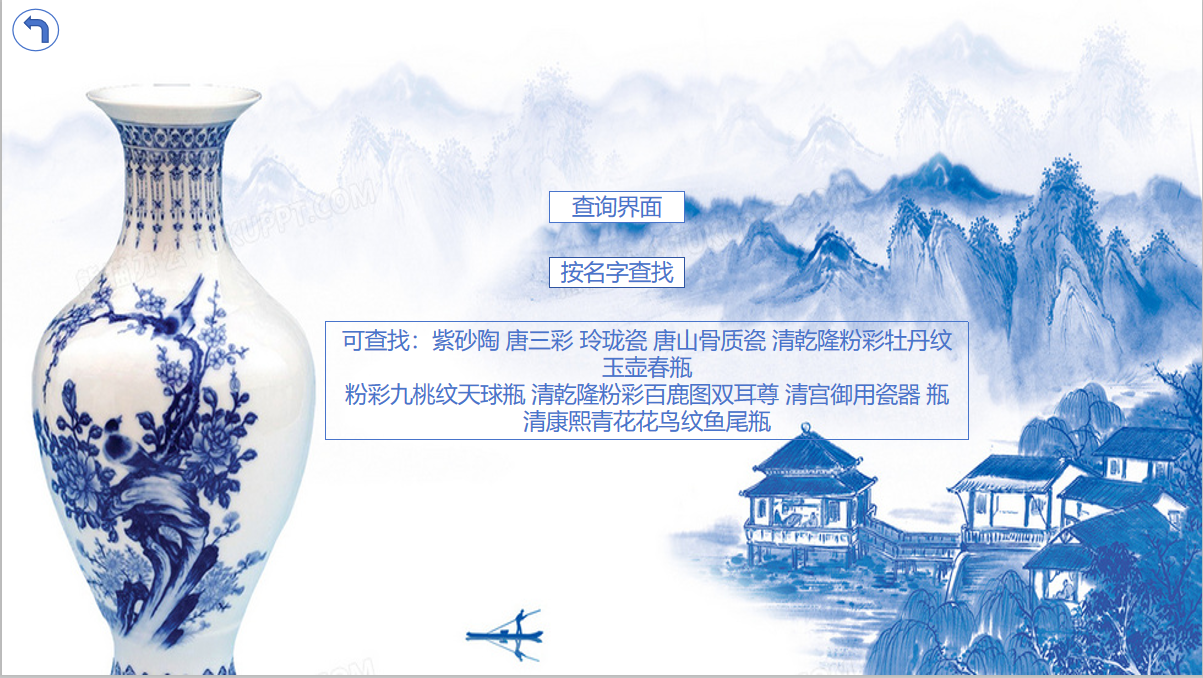 查询界面
按名字查找
可查找：紫砂陶 唐三彩 玲珑瓷 唐山骨质瓷 清乾隆粉彩牡丹纹
玉壶春瓶
粉彩九桃纹天球瓶 清乾隆粉彩百鹿图双耳尊 清宫御用瓷器 瓶
清康熙青花花鸟纹鱼尾瓶